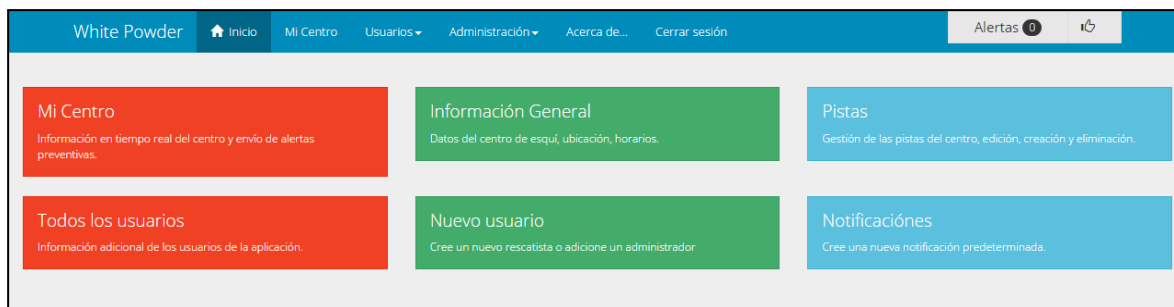 White Powder Inicio Mi Centro Usuarios Administración Acerca de... Cerrar sesión Alertas 0
Mi Centro
Información en tiempo real del centro y envío de alertas
preventivas.
Información General
Datos del centro de esquí, ubicación, horarios.
Pistas
Gestión de las pistas del centro, edición, creación y eliminación.
Todos los usuarios
Información adicional de los usuarios de la aplicación.
Nuevo usuario
Cree un nuevo rescatista o adicione un administrador
Notificaciónes
Cree una nueva notificación predeterminada.